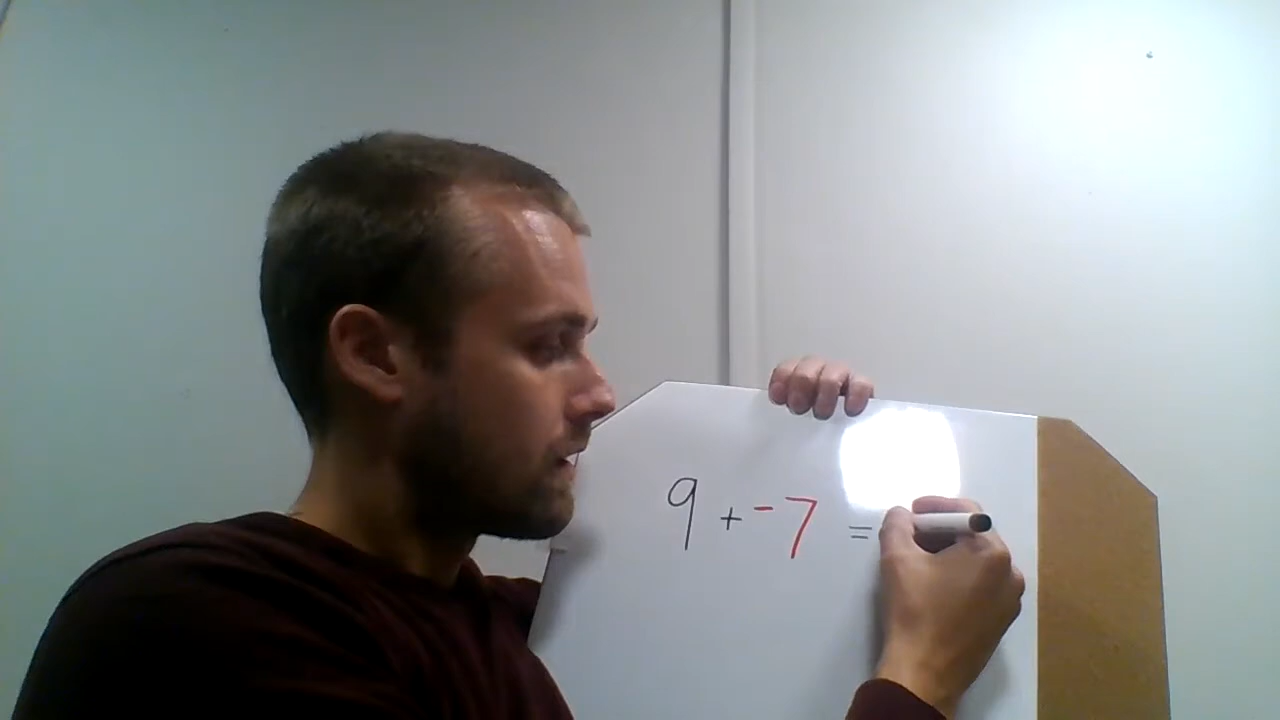 9 + -7 =